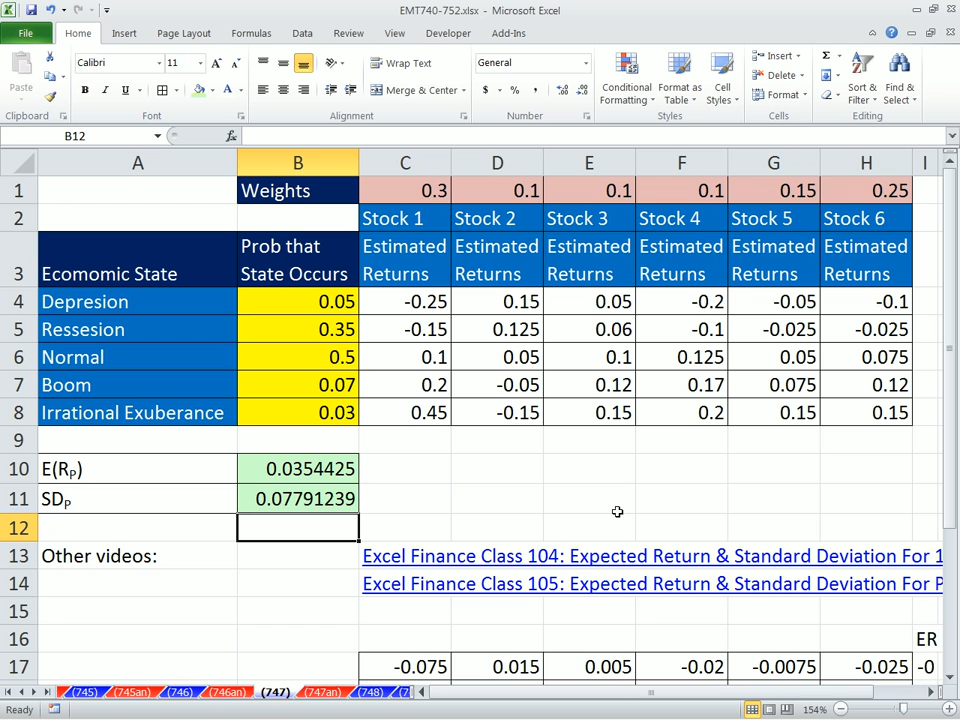 EMT740-752.xlsx - Microsoft Excel
File Home Insert Page Layout Formulas Data Review View Developer Add-Ins
Paste
Calibri 11 A A
B I U A
Clipboard Font
Wrap Text
Merge & Center
Alignment
General
$ % , .0 .00 .00 .0
Number
Conditional Formatting
Format as Table
Cell Styles
Styles
Insert
Delete
Format
Cells
Σ
Sort & Filter
Find & Select
Editing
B12 fx
A B C D E F G H I
1 Weights 0.3 0.1 0.1 0.1 0.15 0.25
2 Stock 1 Stock 2 Stock 3 Stock 4 Stock 5 Stock 6
Prob that Estimated Estimated Estimated Estimated Estimated Estimated
3 Ecomomic State State Occurs Returns Returns Returns Returns Returns Returns
4 Depresion 0.05 -0.25 0.15 0.05 -0.2 -0.05 -0.1
5 Ressesion 0.35 -0.15 0.125 0.06 -0.1 -0.025 -0.025
6 Normal 0.5 0.1 0.05 0.1 0.125 0.05 0.075
7 Boom 0.07 0.2 -0.05 0.12 0.17 0.075 0.12
8 Irrational Exuberance 0.03 0.45 -0.15 0.15 0.2 0.15 0.15
9
10 E(RP) 0.0354425
11 SDP 0.07791239
12
13 Other videos: Excel Finance Class 104: Expected Return & Standard Deviation For 1
14 Excel Finance Class 105: Expected Return & Standard Deviation For P
15
16 ER
17 -0.075 0.015 0.005 -0.02 -0.0075 -0.025 -0
(745) (745an) (746) (746an) (747) (747an) (748) (7
Ready 154%